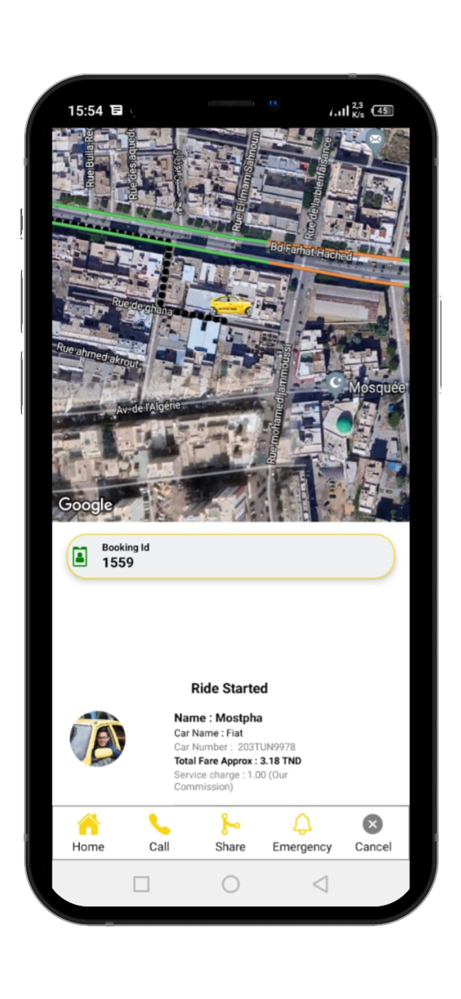 15:54
2,3
K/s
45
Rue Bulla-Reg
Rue des aqued
Rue El Imam Sahnoun
Rue de la bienfaisance
Bd Farhat Hached
Rue de ghana
Rue ahmed akrout
Av. de l'Algérie
Rue mohamed jammoussi
Mosquée
Google
Booking Id
1559
Ride Started
Name : Mostpha
Car Name : Fiat
Car Number : 203TUN9978
Total Fare Approx : 3.18 TND
Service charge : 1.00 (Our
Commission)
Home
Call
Share
Emergency
Cancel